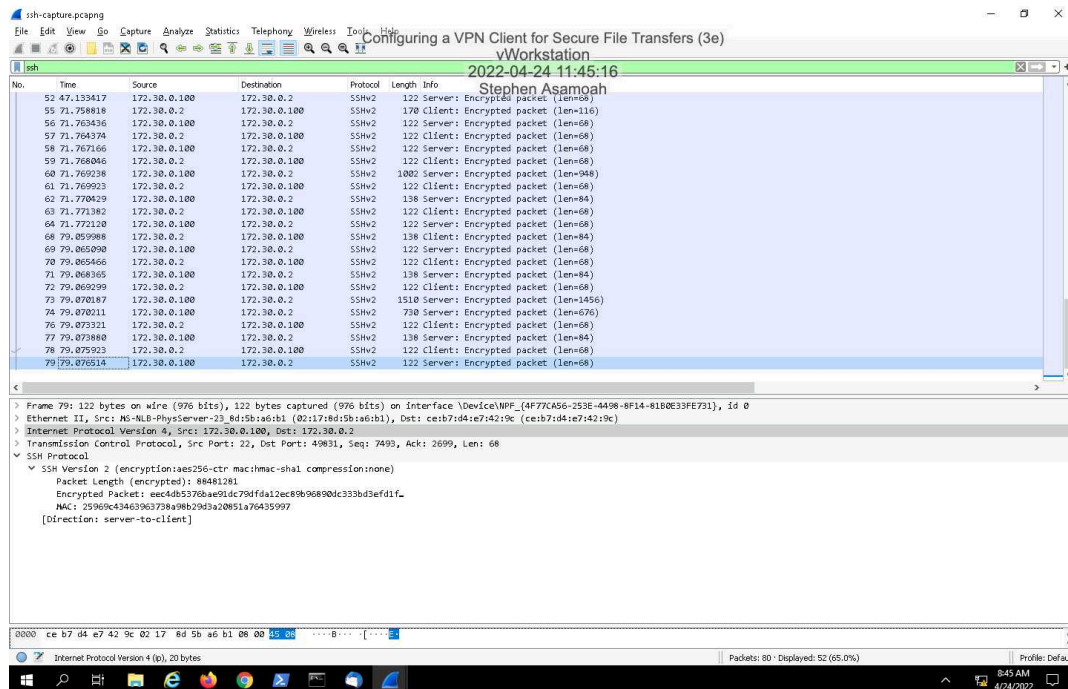 ssh-capture.pcapng
File Edit View Go Capture Analyze Statistics Telephony Wireless Tools Help
Configuring a VPN Client for Secure File Transfers (3e)
vWorkstation
2022-04-24 11:45:16
Stephen Asamoah
ssh
No. Time Source Destination Protocol Length Info
52 47.133417 172.30.0.100 172.30.0.2 SSHv2 122 Server: Encrypted packet (len=68)
55 71.758818 172.30.0.2 172.30.0.100 SSHv2 170 Client: Encrypted packet (len=116)
56 71.763436 172.30.0.100 172.30.0.2 SSHv2 122 Server: Encrypted packet (len=68)
57 71.764374 172.30.0.2 172.30.0.100 SSHv2 122 Client: Encrypted packet (len=68)
58 71.767166 172.30.0.100 172.30.0.2 SSHv2 122 Server: Encrypted packet (len=68)
59 71.768046 172.30.0.2 172.30.0.100 SSHv2 122 Client: Encrypted packet (len=68)
60 71.769238 172.30.0.100 172.30.0.2 SSHv2 1002 Server: Encrypted packet (len=948)
61 71.769923 172.30.0.2 172.30.0.100 SSHv2 122 Client: Encrypted packet (len=68)
62 71.770429 172.30.0.100 172.30.0.2 SSHv2 138 Server: Encrypted packet (len=84)
63 71.771382 172.30.0.2 172.30.0.100 SSHv2 122 Client: Encrypted packet (len=68)
64 71.772120 172.30.0.100 172.30.0.2 SSHv2 122 Server: Encrypted packet (len=68)
68 79.059988 172.30.0.2 172.30.0.100 SSHv2 138 Client: Encrypted packet (len=84)
69 79.065090 172.30.0.100 172.30.0.2 SSHv2 122 Server: Encrypted packet (len=68)
70 79.065466 172.30.0.2 172.30.0.100 SSHv2 122 Client: Encrypted packet (len=68)
71 79.068365 172.30.0.100 172.30.0.2 SSHv2 138 Server: Encrypted packet (len=84)
72 79.069299 172.30.0.2 172.30.0.100 SSHv2 122 Client: Encrypted packet (len=68)
73 79.070187 172.30.0.100 172.30.0.2 SSHv2 1510 Server: Encrypted packet (len=1456)
74 79.070211 172.30.0.100 172.30.0.2 SSHv2 730 Server: Encrypted packet (len=676)
76 79.073321 172.30.0.2 172.30.0.100 SSHv2 122 Client: Encrypted packet (len=68)
77 79.073880 172.30.0.100 172.30.0.2 SSHv2 138 Server: Encrypted packet (len=84)
78 79.075923 172.30.0.2 172.30.0.100 SSHv2 122 Client: Encrypted packet (len=68)
79 79.076514 172.30.0.100 172.30.0.2 SSHv2 122 Server: Encrypted packet (len=68)
Frame 79: 122 bytes on wire (976 bits), 122 bytes captured (976 bits) on interface \Device\NPF_{4F77CA56-253E-4498-8F14-81B0E33FE731}, id 0
Ethernet II, Src: MS-NLB-PhysServer-23_8d:5b:a6:b1 (02:17:8d:5b:a6:b1), Dst: ce:b7:d4:e7:42:9c (ce:b7:d4:e7:42:9c)
Internet Protocol Version 4, Src: 172.30.0.100, Dst: 172.30.0.2
Transmission Control Protocol, Src Port: 22, Dst Port: 49831, Seq: 7493, Ack: 2699, Len: 68
SSH Protocol
SSH Version 2 (encryption:aes256-ctr mac:hmac-sha1 compression:none)
Packet Length (encrypted): 88481281
Encrypted Packet: eec4db5376bae91dc79dfda12ec89b96890dc333bd3efd1f…
MAC: 25969c43463963738a98b29d3a20851a76435997
[Direction: server-to-client]
0000 ce b7 d4 e7 42 9c 02 17 8d 5b a6 b1 08 00 45 08 ····B··· ·[····E·
Internet Protocol Version 4 (ip), 20 bytes Packets: 80 · Displayed: 52 (65.0%) Profile: Defau
8:45 AM
4/24/2022